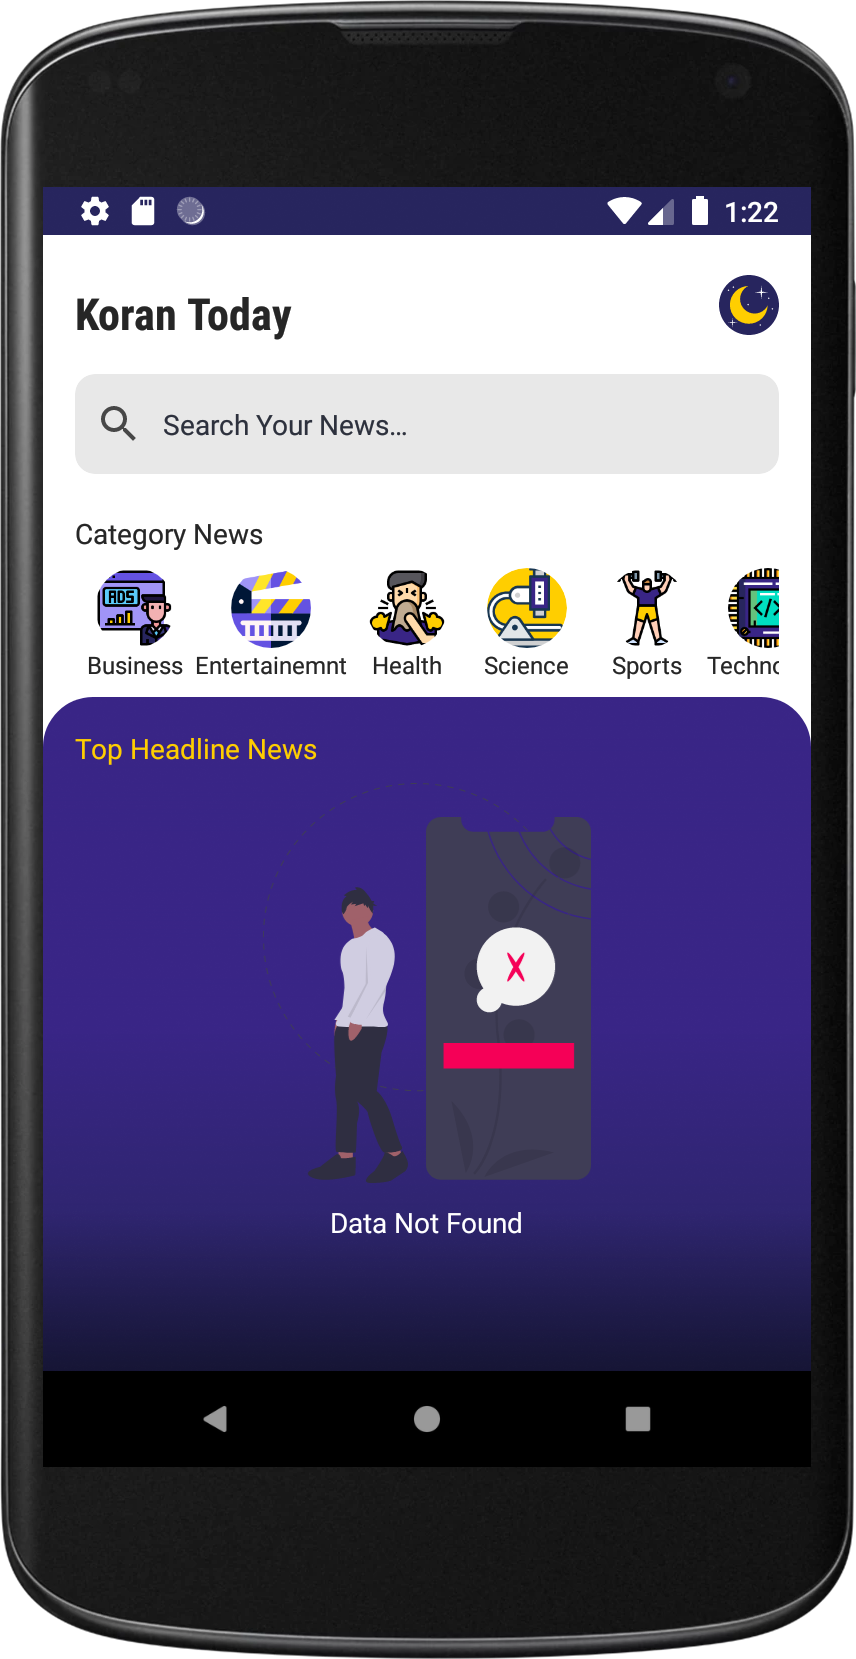 1:22
Koran Today
Search Your News...
Category News
ADS
</>
Business Entertainemnt Health Science Sports Techno
Top Headline News
X
Data Not Found